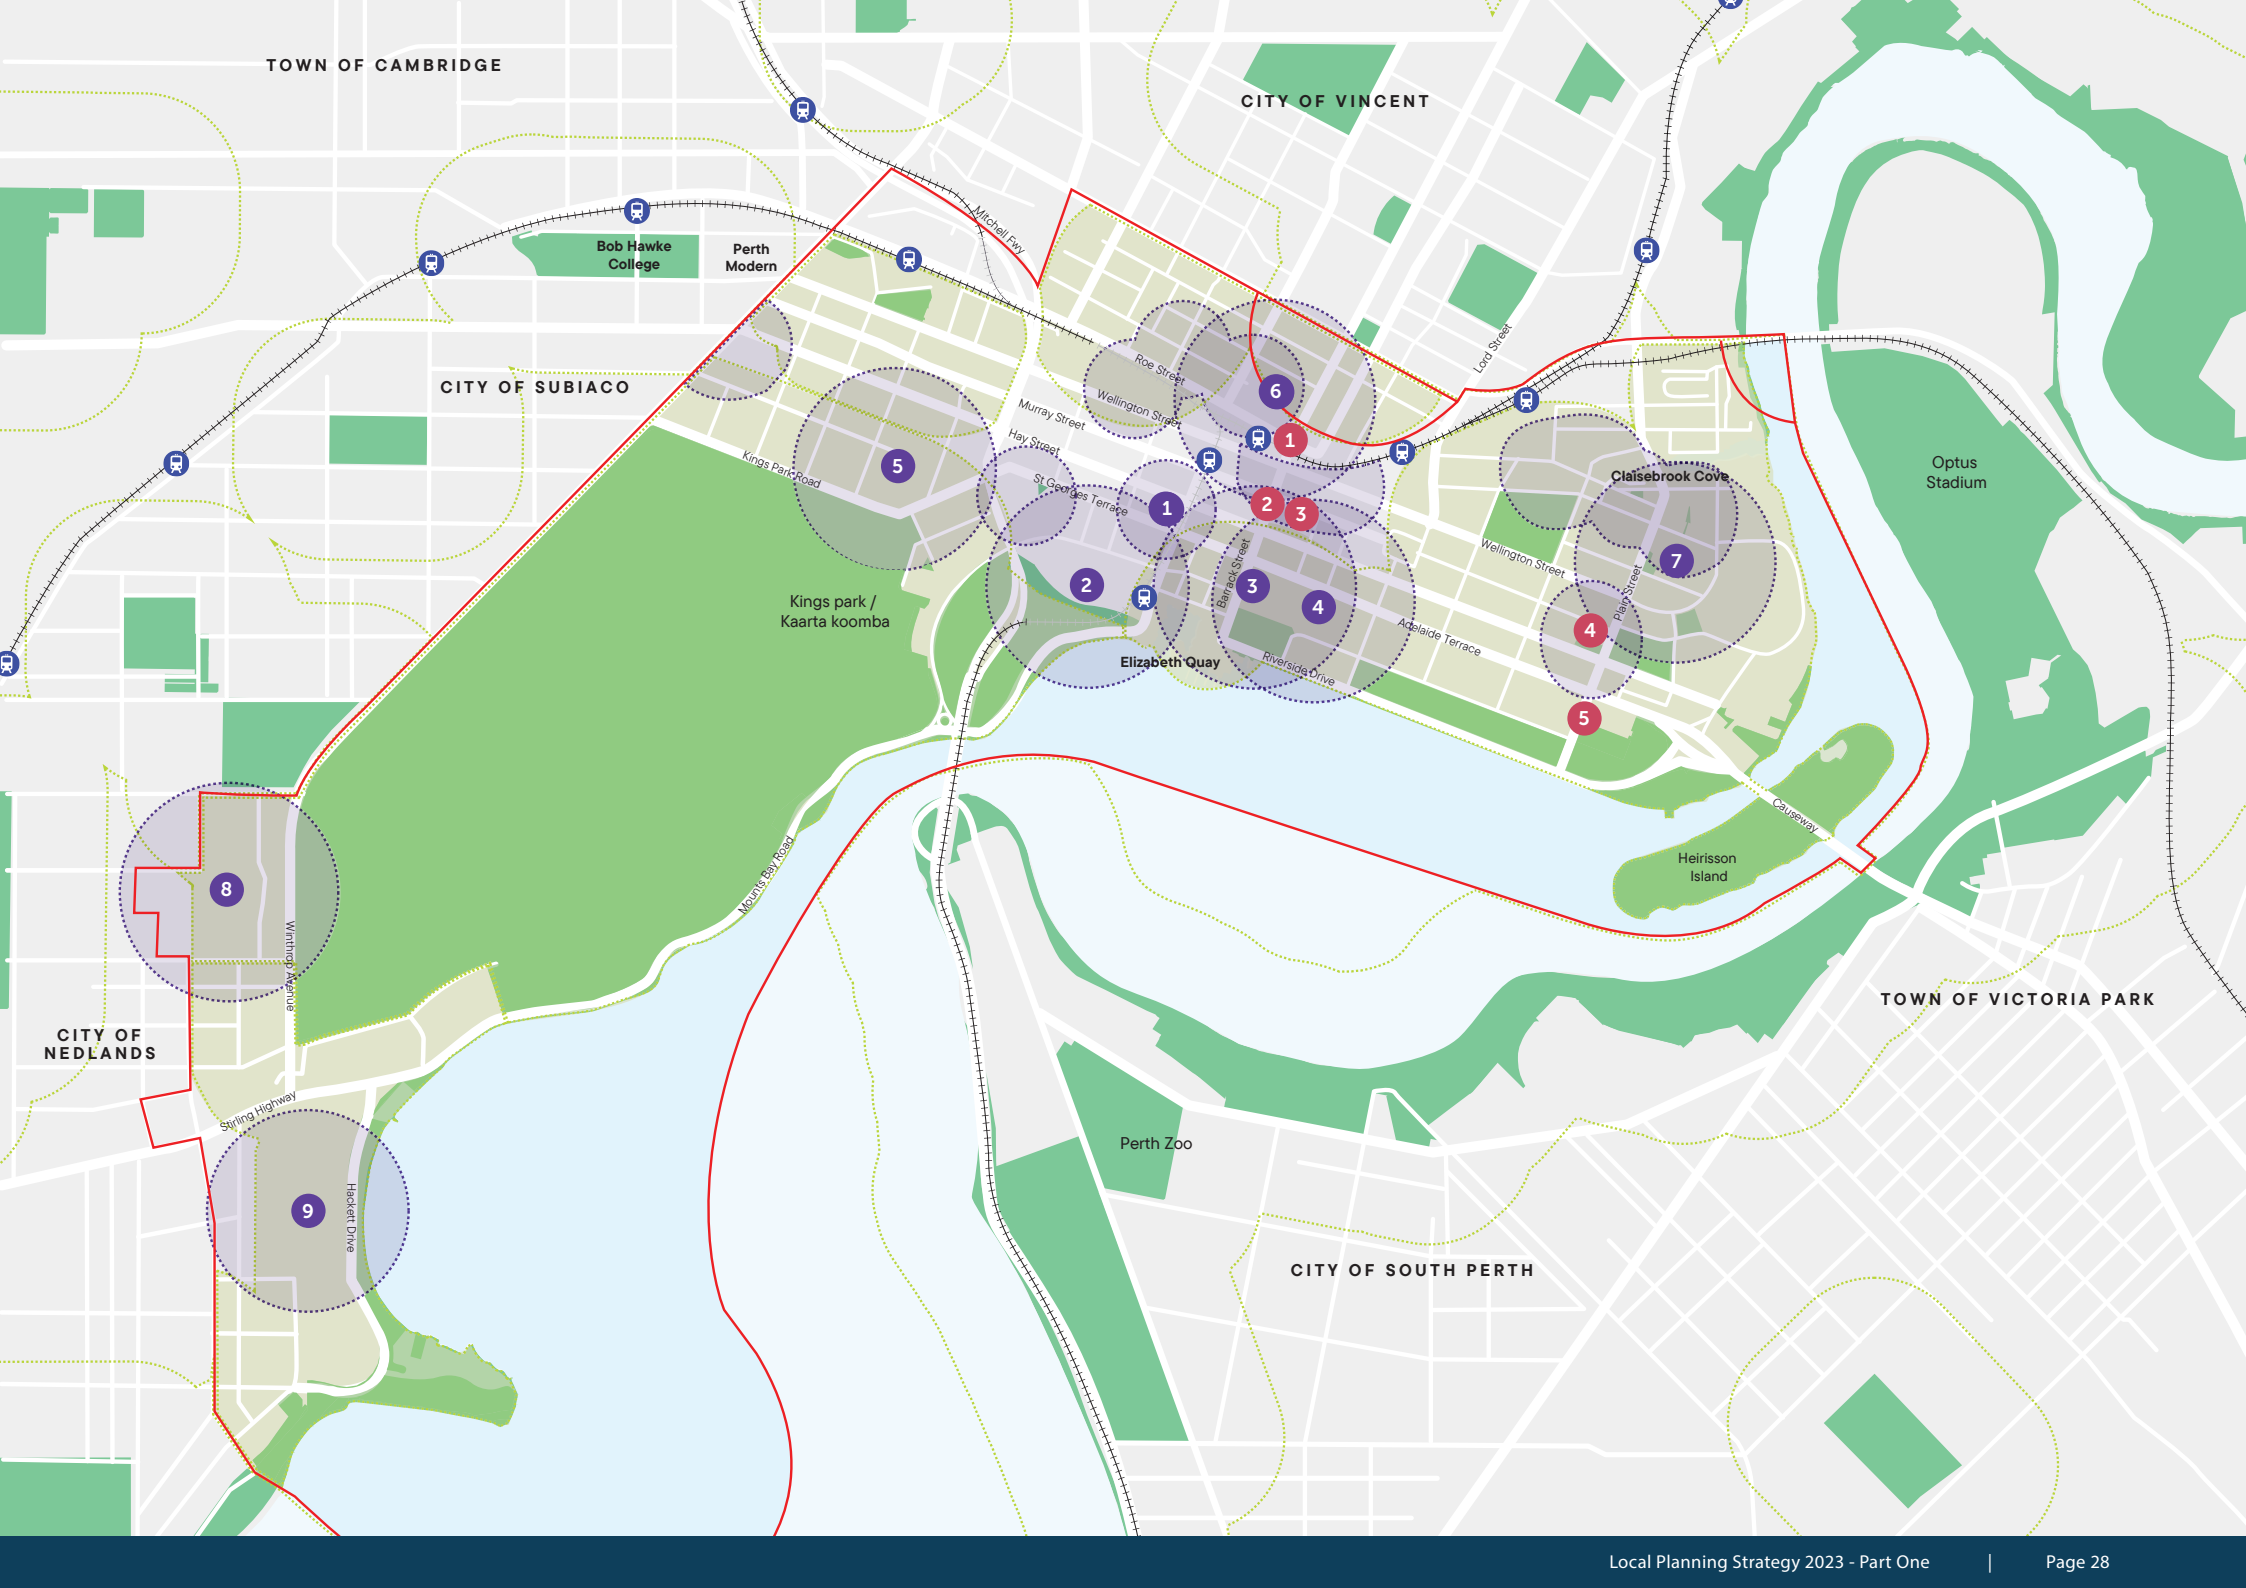 TOWN OF CAMBRIDGE
CITY OF VINCENT
Mitchell Fwy
Bob Hawke
College
Perth
Modern
Lord Street
Roe Street
CITY OF SUBIACO
6
Wellington Street
Murray Street
1
Hay Street
Kings Park Road
5
St Georges Terrace
1
2
3
Claisebrook Cove
Optus
Stadium
Wellington Street
7
Barrack Street
2
3
4
Plain Street
Kings park /
Kaarta koomba
4
Adelaide Terrace
Elizabeth Quay
Riverside Drive
5
Causeway
Heirisson
Island
Mounts Bay Road
8
Winthrop Avenue
TOWN OF VICTORIA PARK
CITY OF
NEDLANDS
Stirling Highway
Perth Zoo
9
Hackett Drive
CITY OF SOUTH PERTH
Local Planning Strategy 2023 - Part One | Page 28